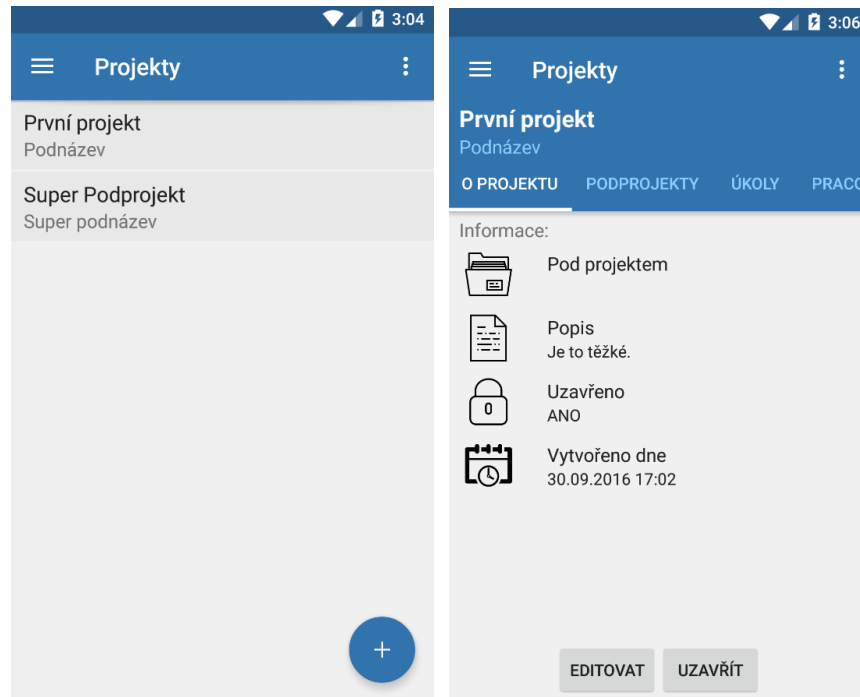 3:04
Projekty
První projekt
Podnázev
Super Podprojekt
Super podnázev
+
3:06
Projekty
První projekt
Podnázev
O PROJEKTU PODPROJEKTY ÚKOLY PRACO
Informace:
Pod projektem
Popis
Je to těžké.
Uzavřeno
ANO
Vytvořeno dne
30.09.2016 17:02
EDITOVAT UZAVŘÍT